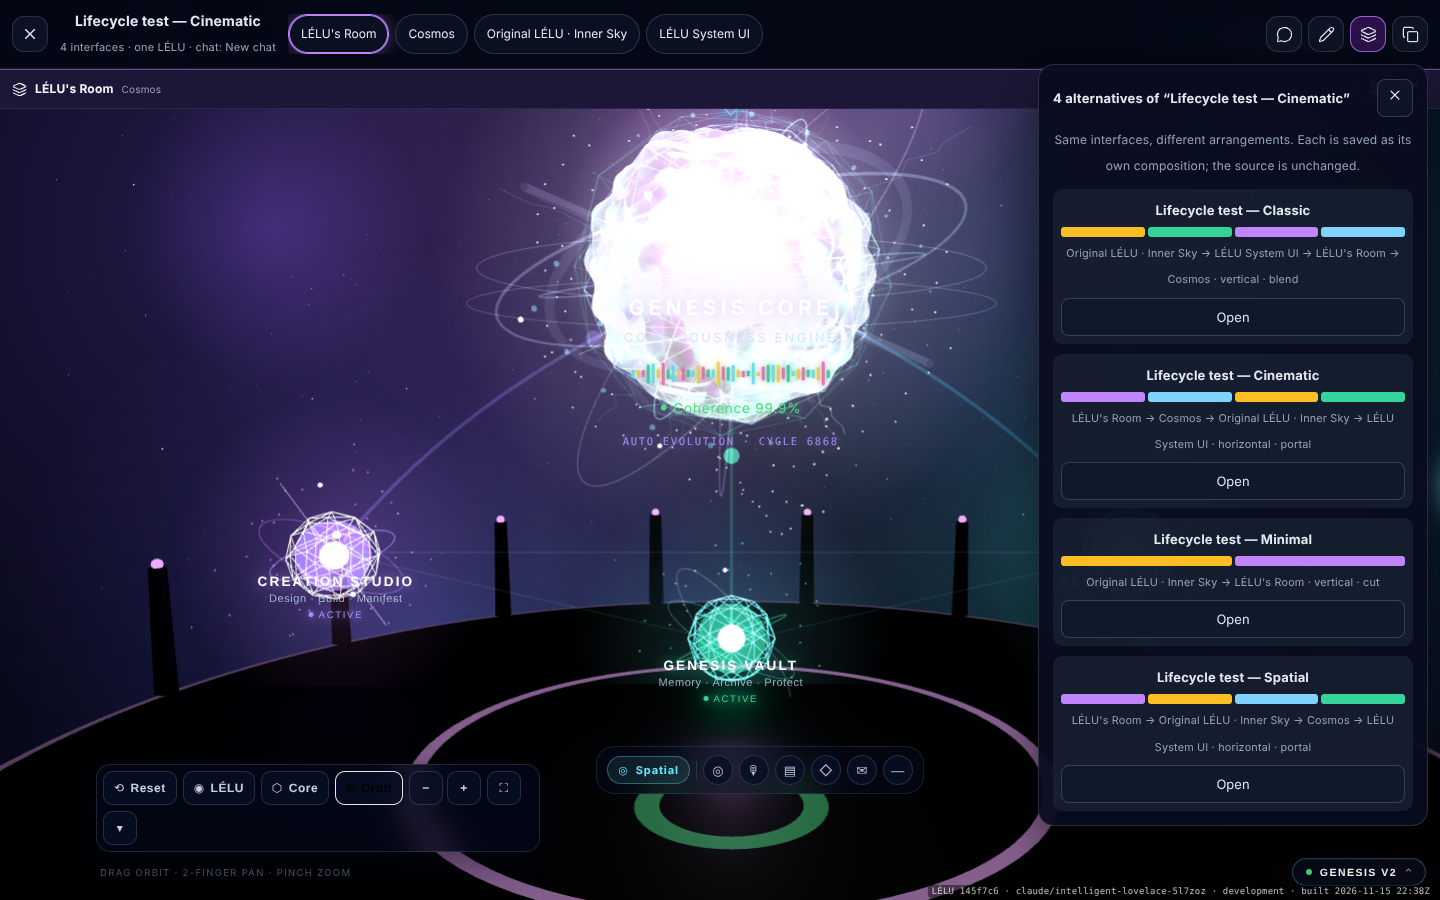 Lifecycle test — Cinematic
4 interfaces · one LÉLU · chat: New chat
LÉLU's Room
Cosmos
Original LÉLU · Inner Sky
LÉLU System UI
LÉLU's Room Cosmos
4 alternatives of “Lifecycle test — Cinematic”
Same interfaces, different arrangements. Each is saved as its
own composition; the source is unchanged.
Lifecycle test — Classic
Original LÉLU · Inner Sky → LÉLU System UI → LÉLU's Room →
Cosmos · vertical · blend
Open
Lifecycle test — Cinematic
LÉLU's Room → Cosmos → Original LÉLU · Inner Sky → LÉLU
System UI · horizontal · portal
Open
Lifecycle test — Minimal
Original LÉLU · Inner Sky → LÉLU's Room · vertical · cut
Open
Lifecycle test — Spatial
LÉLU's Room → Original LÉLU · Inner Sky → Cosmos → LÉLU
System UI · horizontal · portal
Open
GENESIS CORE
CONSCIOUSNESS ENGINE
Coherence 99.9%
AUTO EVOLUTION · CYCLE 6868
CREATION STUDIO
Design · Build · Manifest
ACTIVE
GENESIS VAULT
Memory · Archive · Protect
ACTIVE
Reset
LÉLU
Core
Orbit
Spatial
DRAG ORBIT · 2-FINGER PAN · PINCH ZOOM
GENESIS V2
LÉLU 145f7c6 · claude/intelligent-lovelace-5l7zoz · development · built 2026-11-15 22:38Z